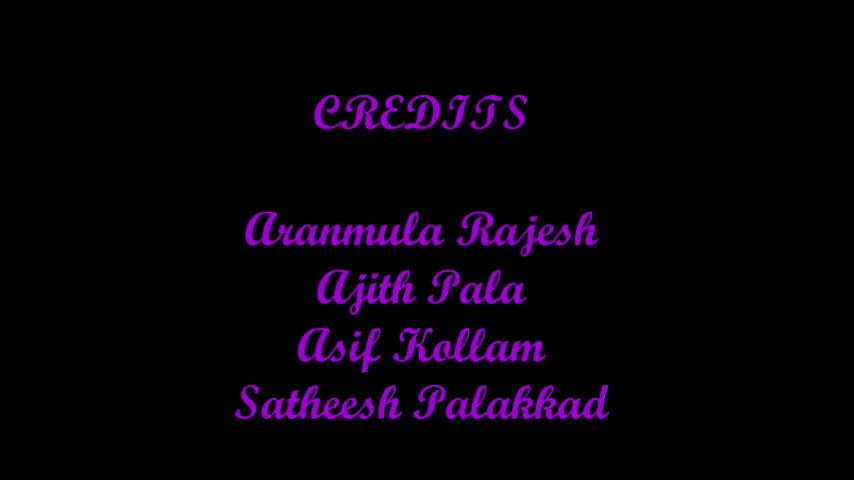 CREDITS
Aranmula Rajesh
Ajith Pala
Asif Kollam
Satheesh Palakkad